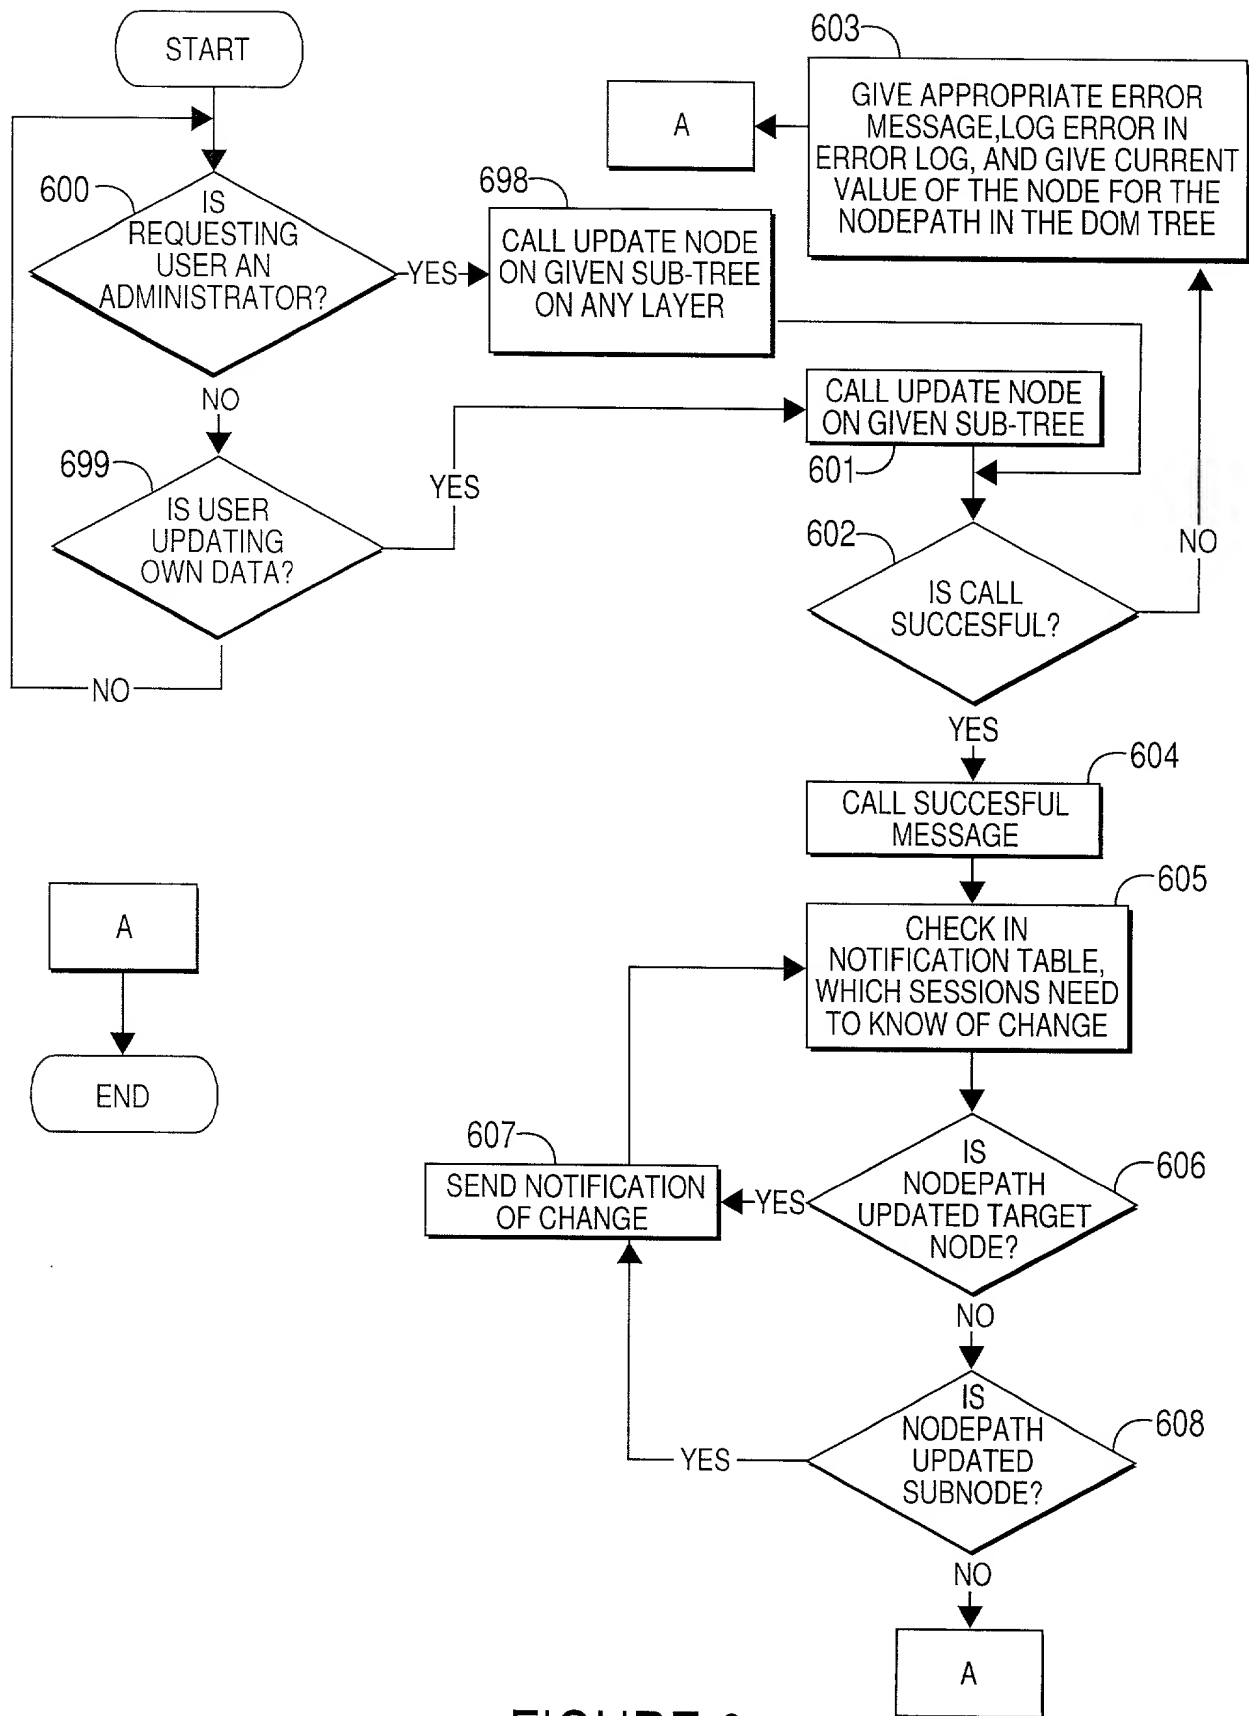 START
603
GIVE APPROPRIATE ERROR
MESSAGE,LOG ERROR IN
ERROR LOG, AND GIVE CURRENT
VALUE OF THE NODE FOR THE
NODEPATH IN THE DOM TREE
A
600
IS
REQUESTING
USER AN
ADMINISTRATOR?
YES
698
CALL UPDATE NODE
ON GIVEN SUB-TREE
ON ANY LAYER
NO
699
IS USER
UPDATING
OWN DATA?
YES
NO
CALL UPDATE NODE
ON GIVEN SUB-TREE
601
602
IS CALL
SUCCESFUL?
NO
YES
604
CALL SUCCESFUL
MESSAGE
605
CHECK IN
NOTIFICATION TABLE,
WHICH SESSIONS NEED
TO KNOW OF CHANGE
A
END
607
SEND NOTIFICATION
OF CHANGE
YES
606
IS
NODEPATH
UPDATED TARGET
NODE?
NO
608
IS
NODEPATH
UPDATED
SUBNODE?
YES
NO
A